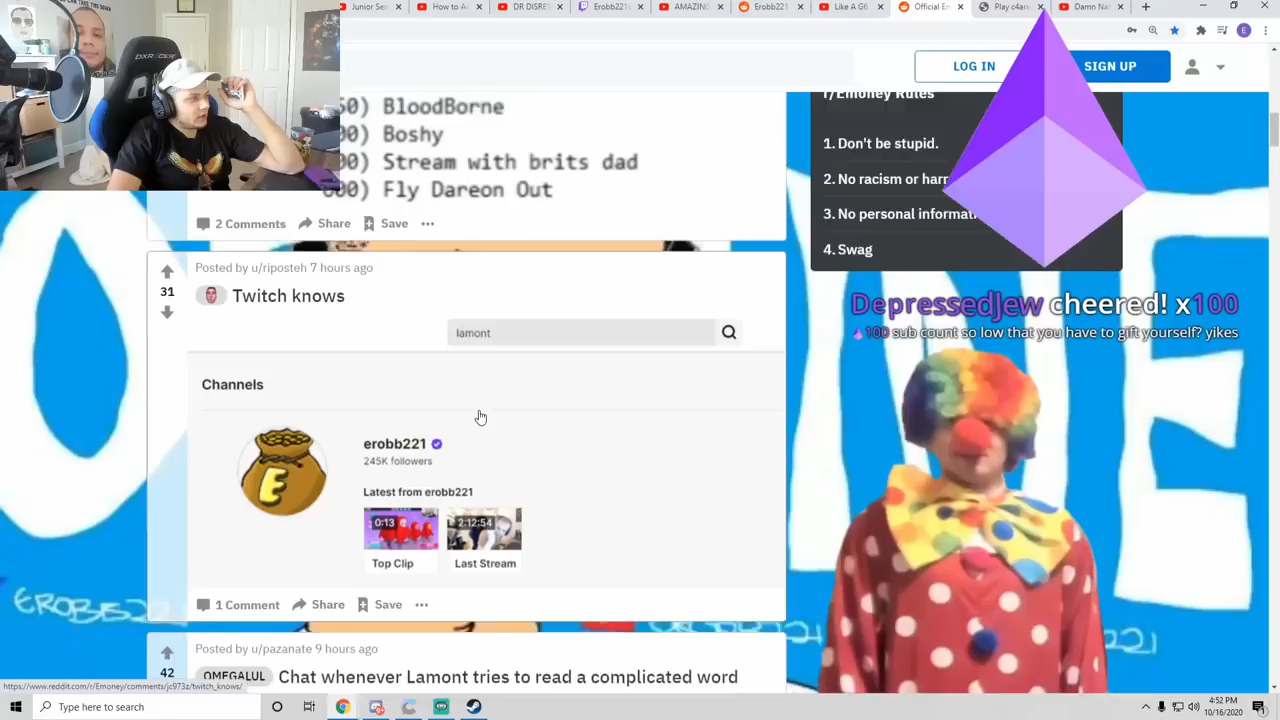 Junior Ser
How to Ac
DR DISRE
Erobb221's
AMAZING
Erobb221
Like A G6
Official E
Play c4are
Damn Na
E
LOG IN
SIGN UP
BloodBorne
Boshy
Stream with brits dad
Fly Dareon Out
2 Comments Share Save
r/Emoney Rules
1. Don't be stupid.
2. No racism or harr
3. No personal informati
4. Swag
Posted by u/riposteh 7 hours ago
31
Twitch knows
lamont
Channels
E
erobb221
245K followers
Latest from erobb221
0:13 2:12:54
Top Clip Last Stream
1 Comment Share Save
DepressedJew cheered! x100
100 sub count so low that you have to gift yourself? yikes
Posted by u/pazanate 9 hours ago
42
OMEGALUL Chat whenever Lamont tries to read a complicated word
https://www.reddit.com/r/Emoney/comments/jc973z/twitch_knows/
Type here to search
4:52 PM
10/16/2020